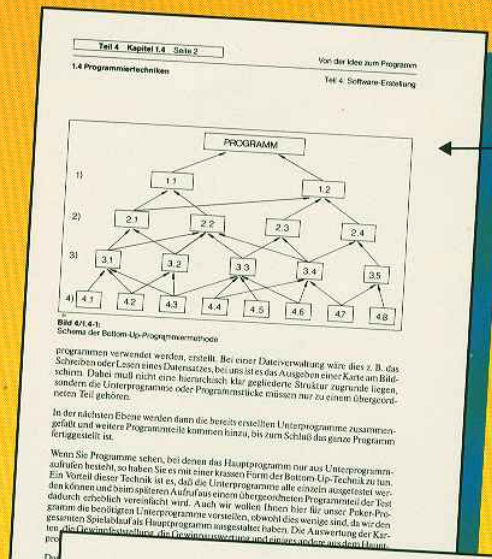 Teil 4 Kapitel 1.4 Seite 2
Von der Idee zum Programm
1.4 Programmiertechniken
Teil 4: Software-Erstellung
PROGRAMM
1)
1.1
1.2
2)
2.1
2.2
2.3
2.4
3)
3.1
3.2
3.3
3.4
3.5
4)
4.1
4.2
4.3
4.4
4.5
4.6
4.7
4.8
Bild 4/1.4-1:
Schema der Bottom-Up-Programmiermethode
programmen verwendet werden, erstellt. Bei einer Dateiverwaltung wäre dies z. B. das
Schreiben oder Lesen eines Datensatzes, bei uns ist es das Ausgeben einer Karte am Bild-
schirm. Dabei muß nicht eine hierarchisch klar gegliederte Struktur zugrunde liegen,
sondern die Unterprogramme oder Programmstücke müssen nur zu einem übergeord-
neten Teil gehören.
In der nächsten Ebene werden dann die bereits erstellten Unterprogramme zusammen-
gefaßt und weitere Programmteile kommen hinzu, bis zum Schluß das ganze Programm
fertiggestellt ist.
Wenn Sie Programme sehen, bei denen das Hauptprogramm nur aus Unterprogramm-
aufrufen besteht, so haben Sie es mit einer krassen Form der Bottom-Up-Technik zu tun.
Ein Vorteil dieser Technik ist es, daß die Unterprogramme alle einzeln ausgetestet wer-
den können und beim späteren Aufruf aus einem übergeordneten Programmteil der Test
dadurch erheblich vereinfacht wird. Auch wir wollen Ihnen hier für unser Poker-Pro-
gramm die benötigten Unterprogramme vorstellen, obwohl dies wenige sind, da wir den
gesamten Spielablauf als Hauptprogramm ausgestaltet haben. Die Auswertung der Kar-
ten, die Gewinnfeststellung, die Gewinnauswertung und einiges andere aus dem Haupt-
pro